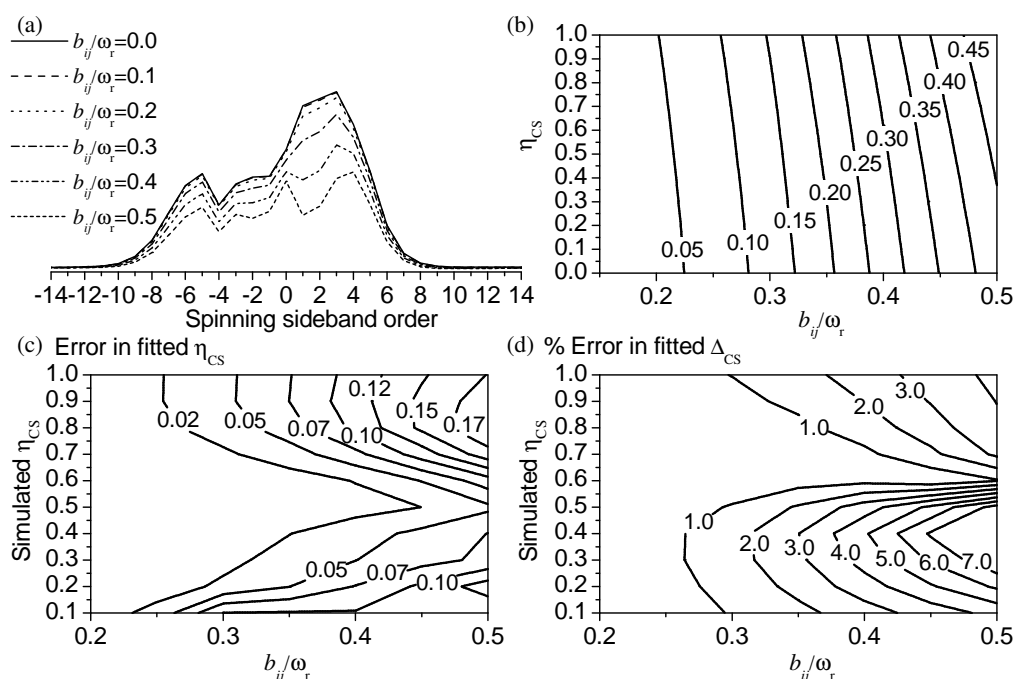 (a)
b_ij/ω_r=0.0
b_ij/ω_r=0.1
b_ij/ω_r=0.2
b_ij/ω_r=0.3
b_ij/ω_r=0.4
b_ij/ω_r=0.5
-14 -12 -10 -8 -6 -4 -2 0 2 4 6 8 10 12 14
Spinning sideband order
(b)
η_CS
1.0
0.9
0.8
0.7
0.6
0.5
0.4
0.3
0.2
0.1
0.0
0.05
0.10
0.15
0.20
0.25
0.30
0.35
0.40
0.45
0.2 0.3 0.4 0.5
b_ij/ω_r
(c) Error in fitted η_CS
Simulated η_CS
1.0
0.9
0.8
0.7
0.6
0.5
0.4
0.3
0.2
0.1
0.02
0.05
0.07
0.10
0.12
0.15
0.17
0.05
0.07
0.10
0.2 0.3 0.4 0.5
b_ij/ω_r
(d) % Error in fitted Δ_CS
Simulated η_CS
1.0
0.9
0.8
0.7
0.6
0.5
0.4
0.3
0.2
0.1
1.0
2.0
3.0
1.0
2.0
3.0
4.0
5.0
6.0
7.0
0.2 0.3 0.4 0.5
b_ij/ω_r